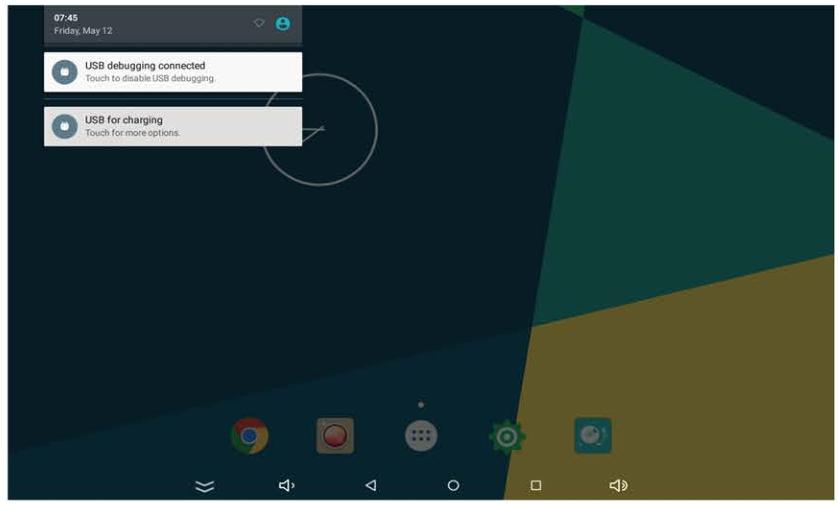 07:45
Friday, May 12
USB debugging connected
Touch to disable USB debugging.
USB for charging
Touch for more options.